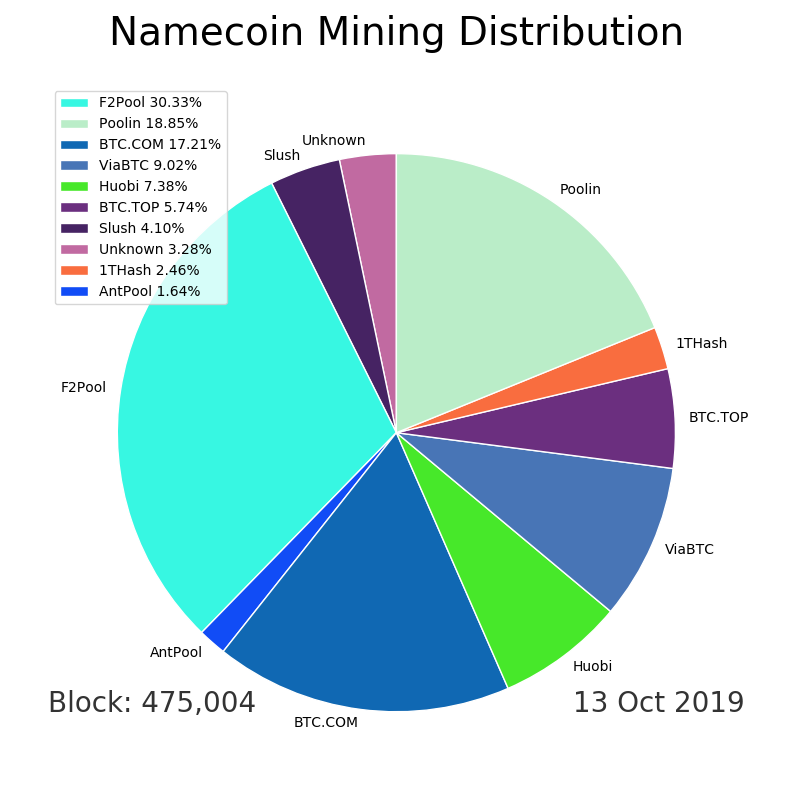 Namecoin Mining Distribution
F2Pool 30.33%
Poolin 18.85%
BTC.COM 17.21%
ViaBTC 9.02%
Huobi 7.38%
BTC.TOP 5.74%
Slush 4.10%
Unknown 3.28%
1THash 2.46%
AntPool 1.64%
Unknown
Slush
Poolin
1THash
F2Pool
BTC.TOP
ViaBTC
AntPool
Huobi
BTC.COM
Block: 475,004
13 Oct 2019